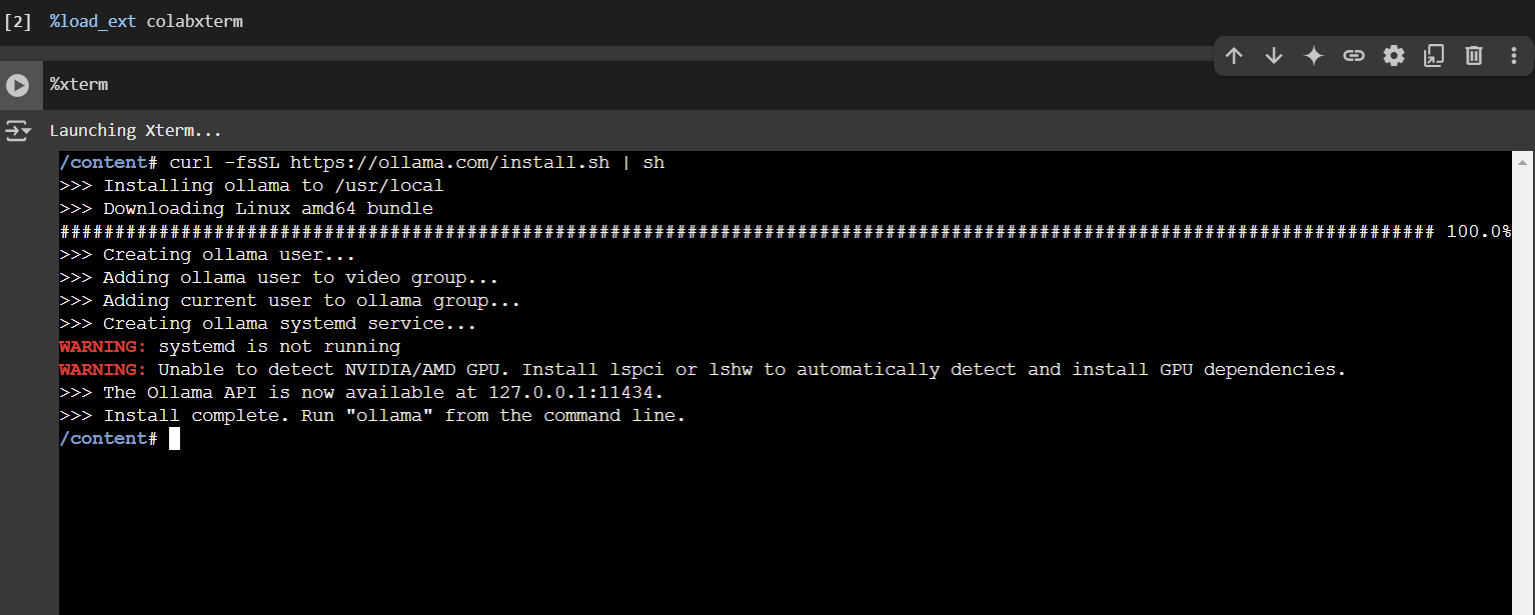 [2] %load_ext colabxterm
%xterm
Launching Xterm...
/content# curl -fsSL https://ollama.com/install.sh | sh
>>> Installing ollama to /usr/local
>>> Downloading Linux amd64 bundle
############################################################################################################################# 100.0%
>>> Creating ollama user...
>>> Adding ollama user to video group...
>>> Adding current user to ollama group...
>>> Creating ollama systemd service...
WARNING: systemd is not running
WARNING: Unable to detect NVIDIA/AMD GPU. Install lspci or lshw to automatically detect and install GPU dependencies.
>>> The Ollama API is now available at 127.0.0.1:11434.
>>> Install complete. Run "ollama" from the command line.
/content#